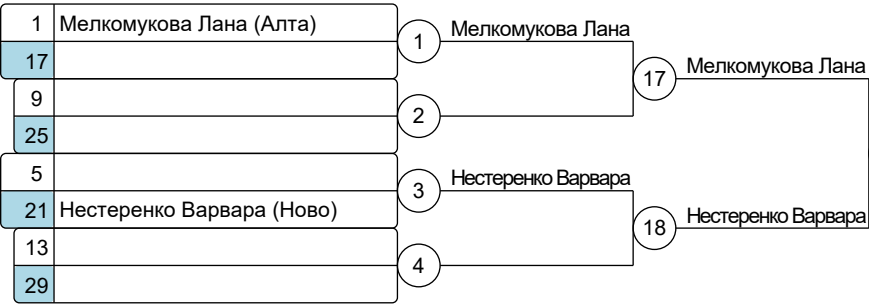 1 Мелкомукова Лана (Алта)
17
9
25
5
21 Нестеренко Варвара (Ново)
13
29
1 Мелкомукова Лана
2
3 Нестеренко Варвара
4
17 Мелкомукова Лана
18 Нестеренко Варвара